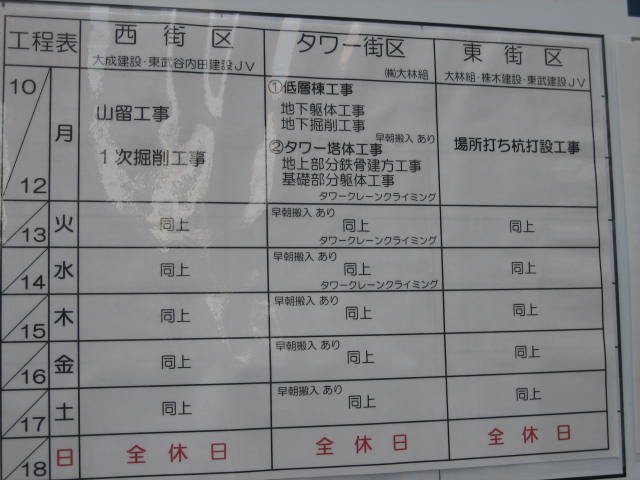 工程表 西街区 タワー街区 東街区
大成建設・東武谷内田建設JV ㈱大林組 大林組・株木建設・東武建設JV
10/12 月
山留工事
1次掘削工事
①低層棟工事
地下躯体工事
地下掘削工事
早朝搬入 あり
②タワー塔体工事
地上部分鉄骨建方工事
基礎部分躯体工事
タワークレーンクライミング
場所打ち杭打設工事
/13 火 同上 早朝搬入 あり 同上 タワークレーンクライミング 同上
/14 水 同上 早朝搬入 あり 同上 タワークレーンクライミング 同上
/15 木 同上 早朝搬入 あり 同上 同上
/16 金 同上 早朝搬入 あり 同上 同上
/17 土 同上 早朝搬入 あり 同上 同上
/18 日 全休日 全休日 全休日